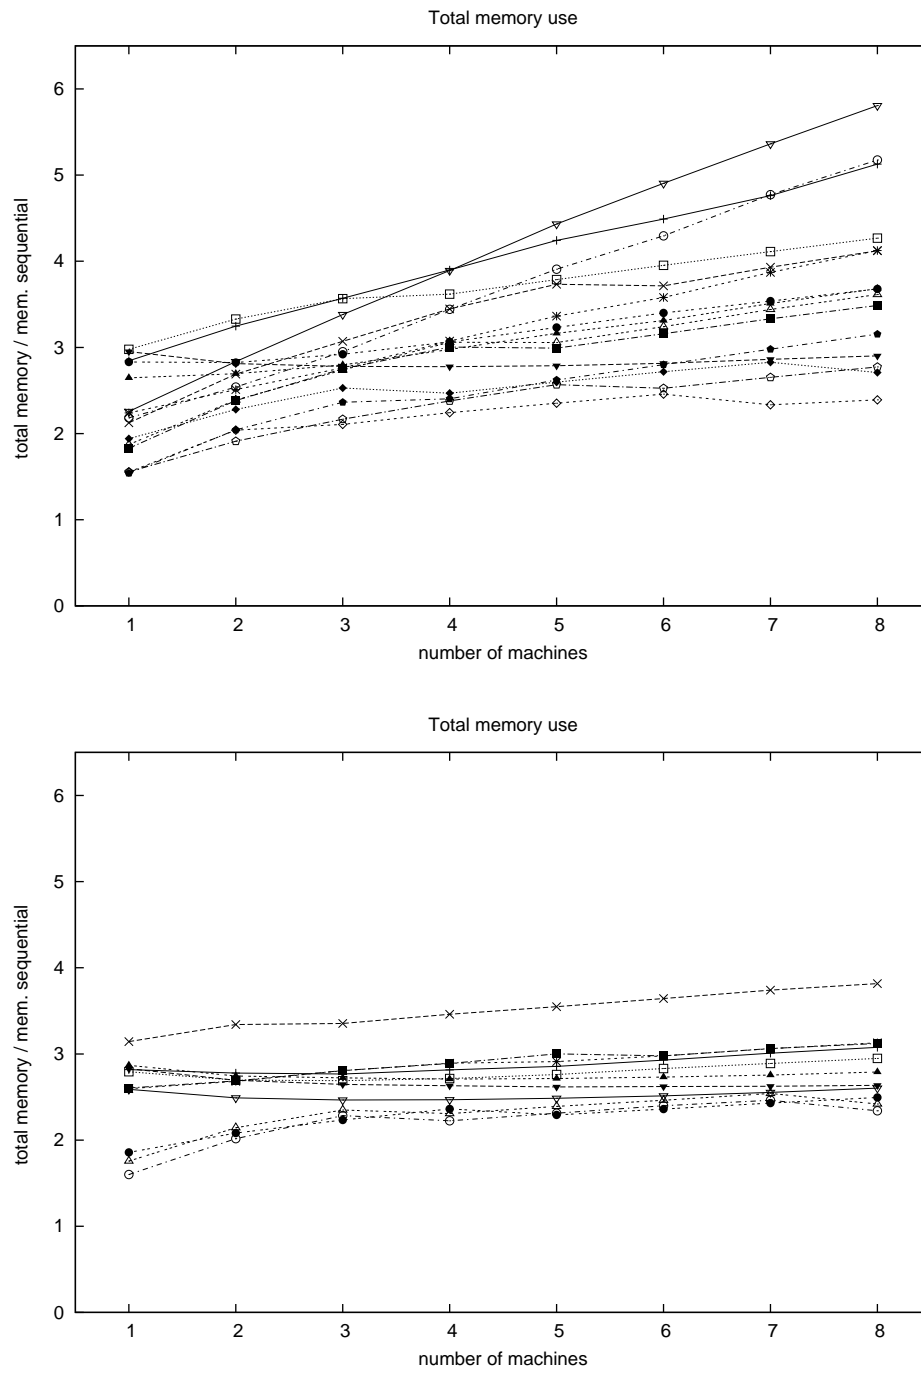 Total memory use
6
5
4
3
2
1
0
total memory / mem. sequential
1 2 3 4 5 6 7 8
number of machines
Total memory use
6
5
4
3
2
1
0
total memory / mem. sequential
1 2 3 4 5 6 7 8
number of machines